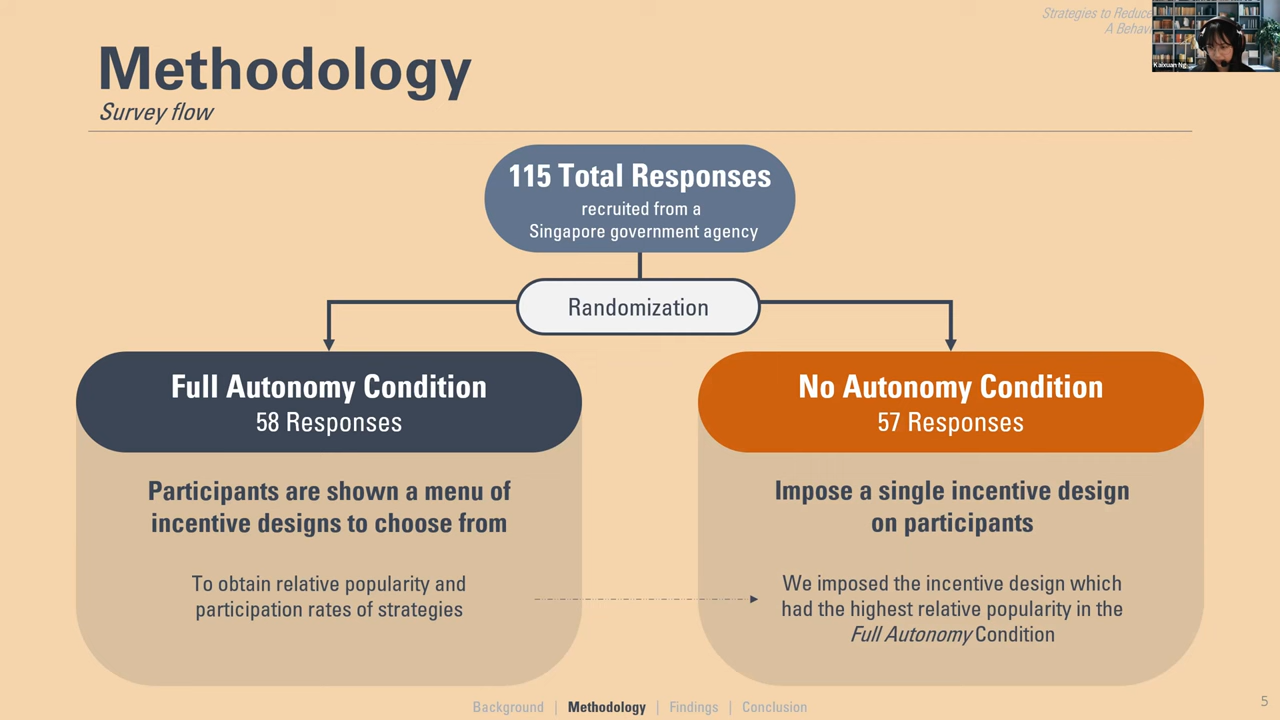 Strategies to Reduce
A Behavi
Kaixuan Ng
Methodology
Survey flow
115 Total Responses
recruited from a
Singapore government agency
Randomization
Full Autonomy Condition
58 Responses
No Autonomy Condition
57 Responses
Participants are shown a menu of
incentive designs to choose from
Impose a single incentive design
on participants
To obtain relative popularity and
participation rates of strategies
We imposed the incentive design which
had the highest relative popularity in the
Full Autonomy Condition
Background | Methodology | Findings | Conclusion
5